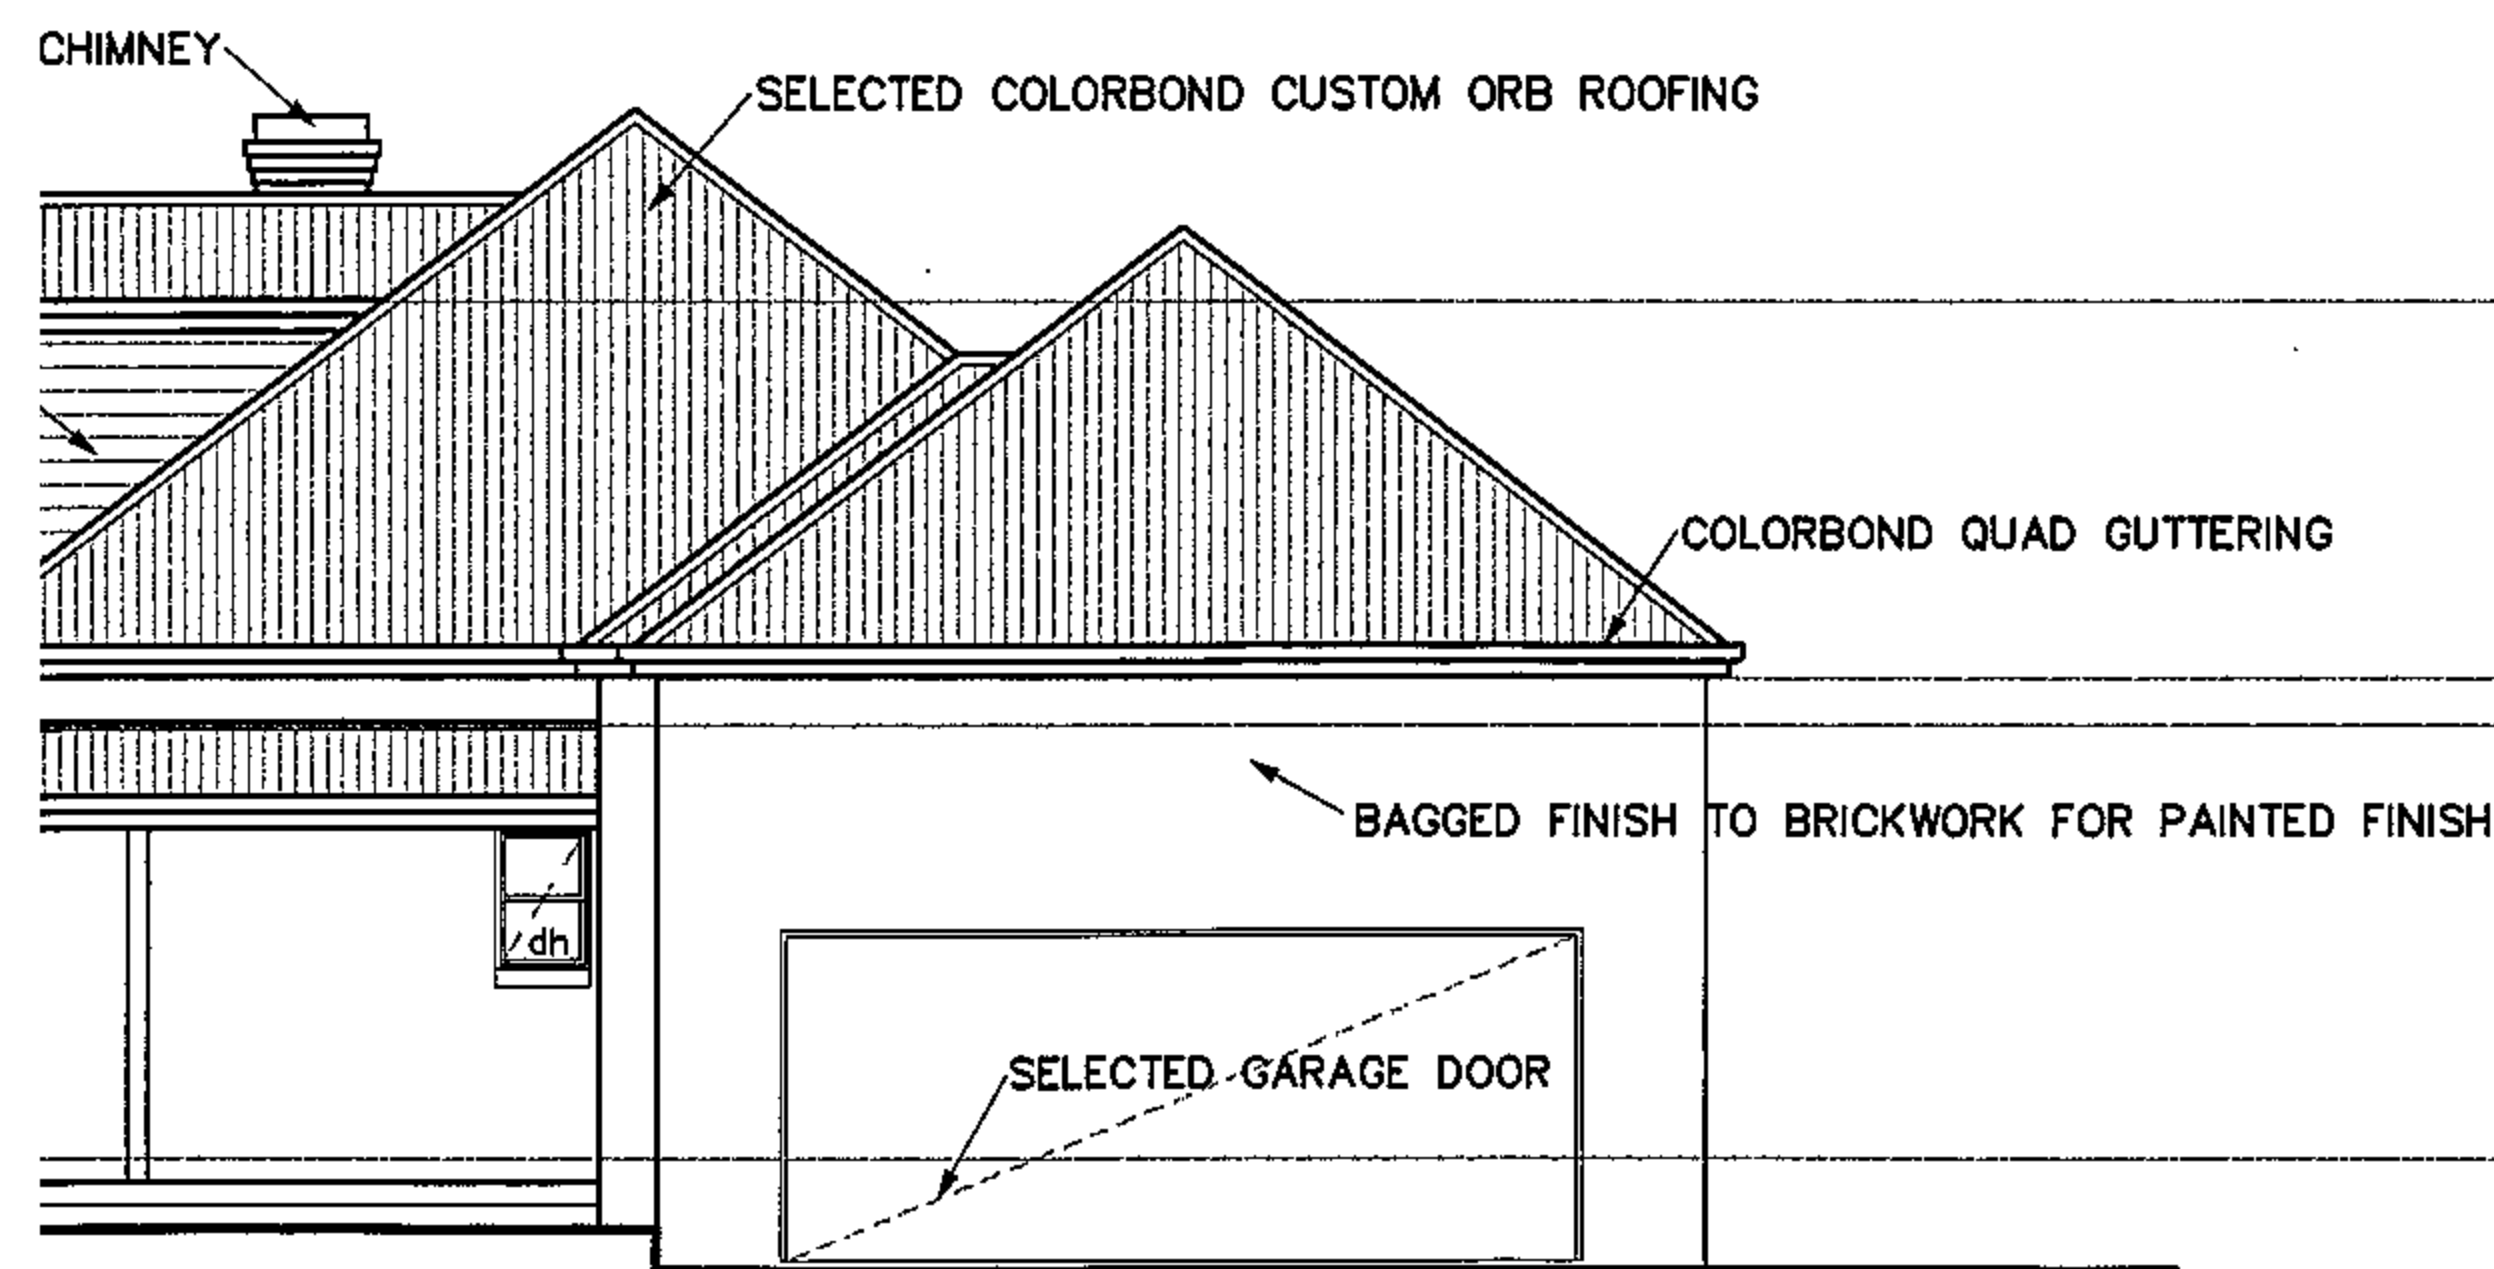 CHIMNEY
SELECTED COLORBOND CUSTOM ORB ROOFING
COLORBOND QUAD GUTTERING
BAGGED FINISH TO BRICKWORK FOR PAINTED FINISH
dh
SELECTED GARAGE DOOR